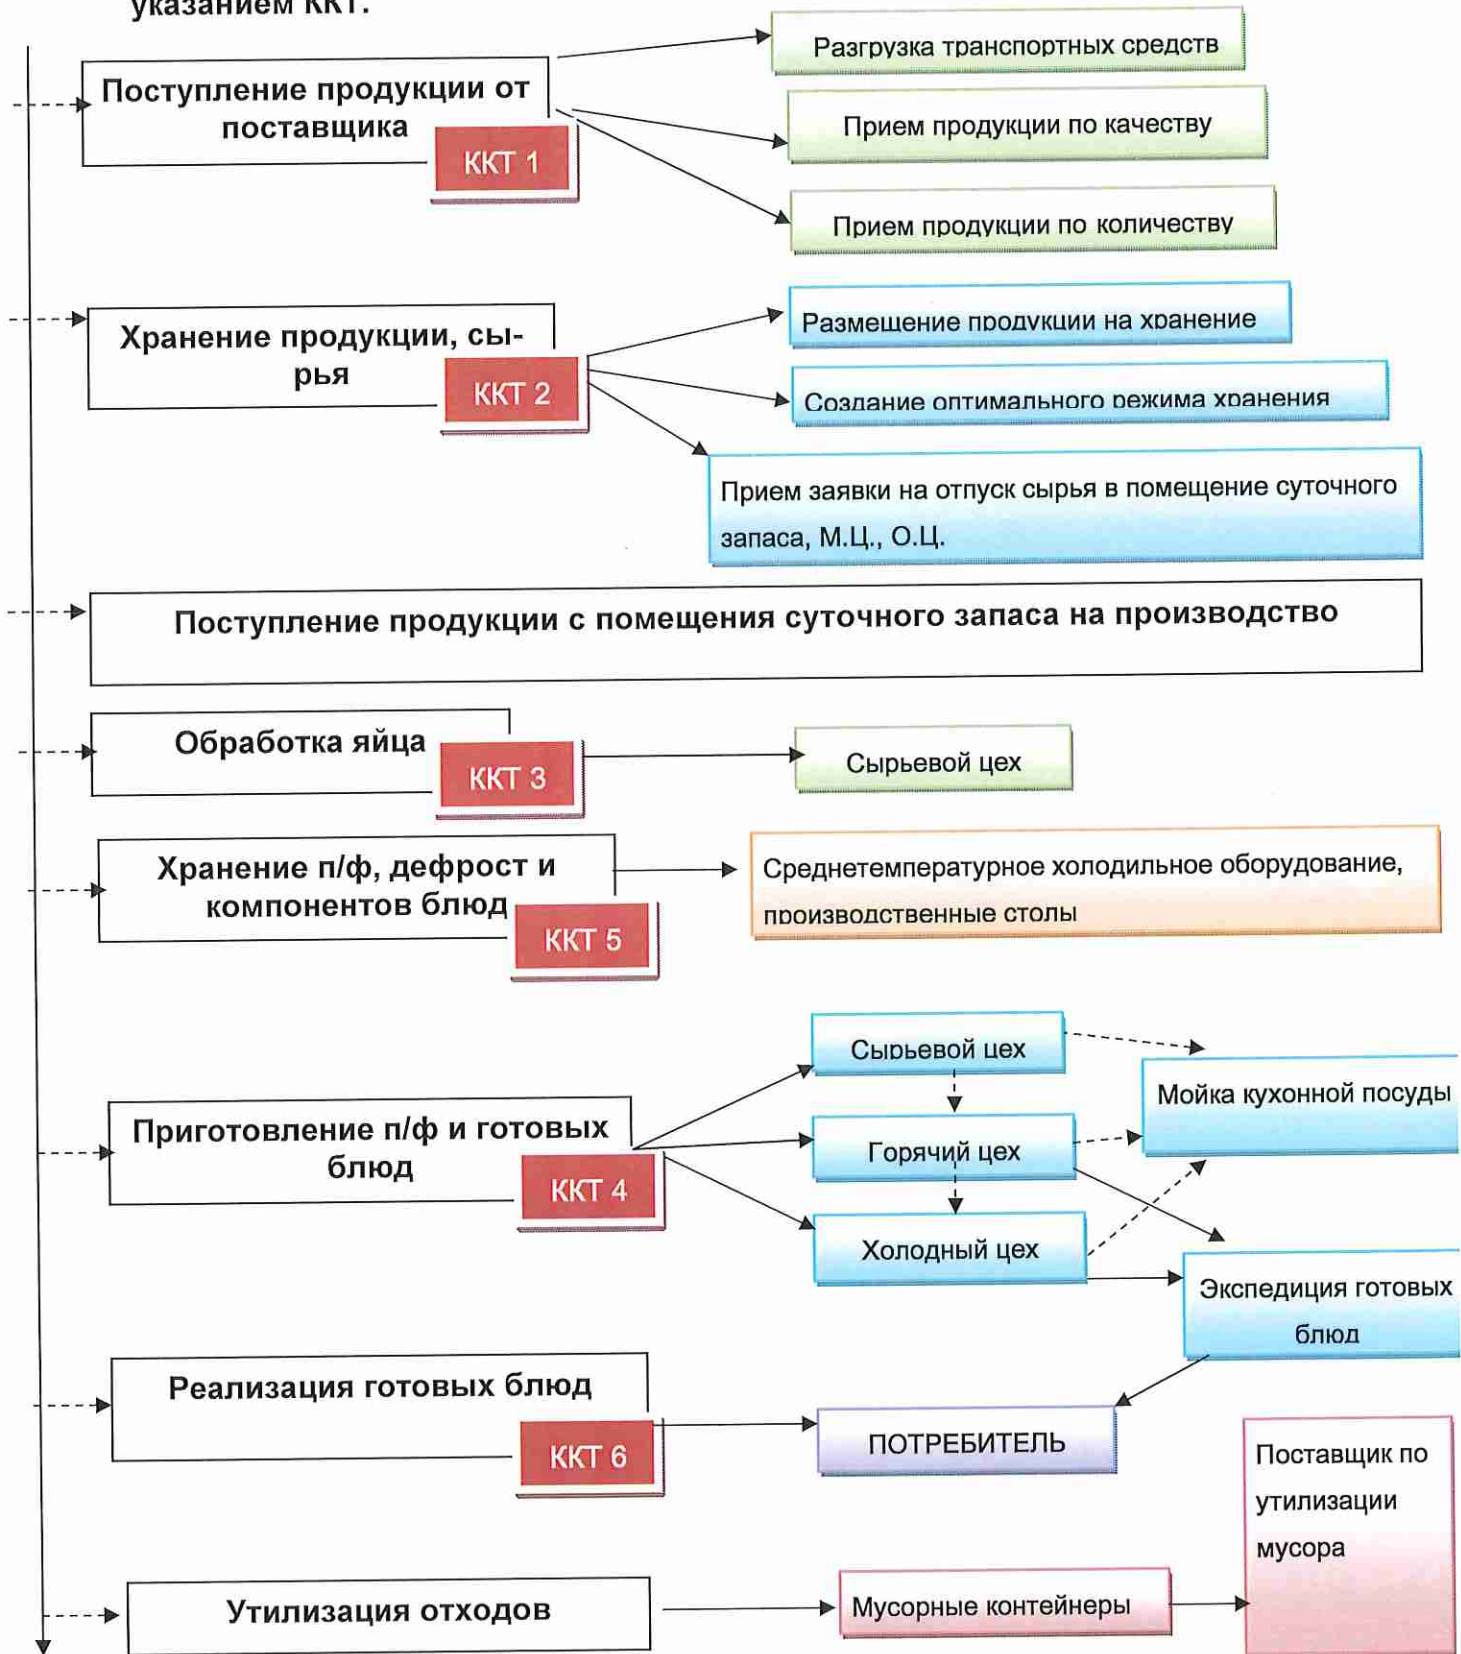 указанием ККТ.
Разгрузка транспортных средств
Поступление продукции от
поставщика
ККТ 1
Прием продукции по качеству
Прием продукции по количеству
Хранение продукции, сы-
рья
ККТ 2
Размещение продукции на хранение
Создание оптимального режима хранения
Прием заявки на отпуск сырья в помещение суточного
запаса, М.Ц., О.Ц.
Поступление продукции с помещения суточного запаса на производство
Обработка яйца
ККТ 3
Сырьевой цех
Хранение п/ф, дефрост и
компонентов блюд
ККТ 5
Среднетемпературное холодильное оборудование,
производственные столы
Сырьевой цех
Мойка кухонной посуды
Приготовление п/ф и готовых
блюд
ККТ 4
Горячий цех
Холодный цех
Экспедиция готовых
блюд
Реализация готовых блюд
ККТ 6
ПОТРЕБИТЕЛЬ
Поставщик по
утилизации
мусора
Утилизация отходов
Мусорные контейнеры